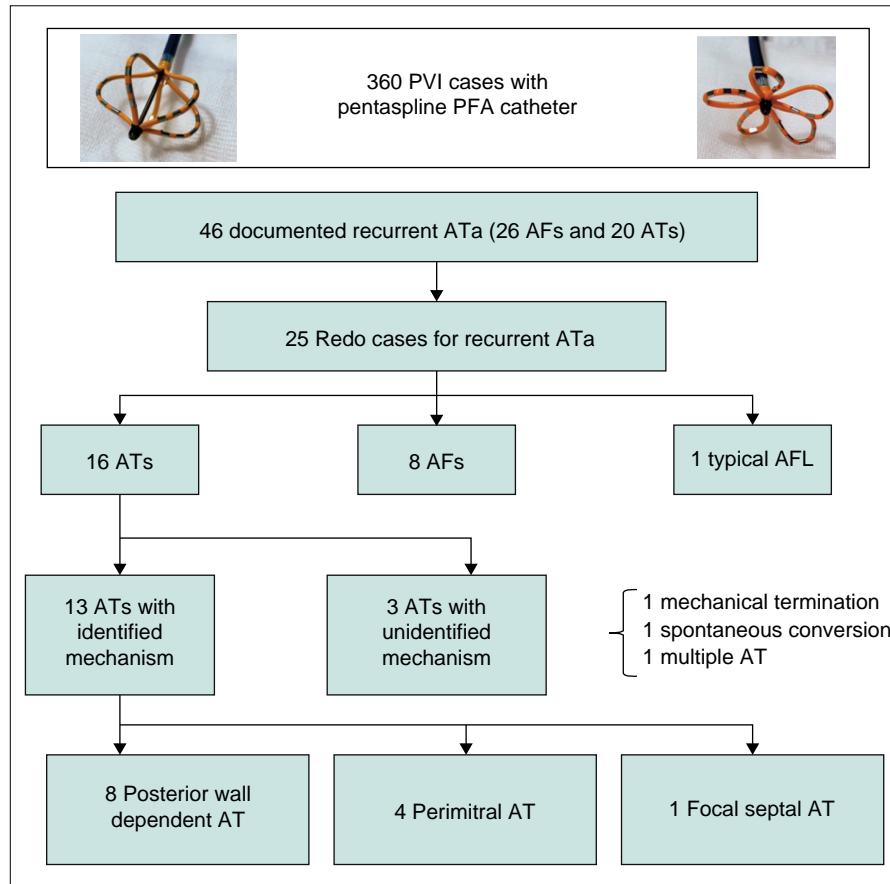 360 PVI cases with
pentaspline PFA catheter
46 documented recurrent ATa (26 AFs and 20 ATs)
25 Redo cases for recurrent ATa
16 ATs
8 AFs
1 typical AFL
13 ATs with
identified
mechanism
3 ATs with
unidentified
mechanism
1 mechanical termination
1 spontaneous conversion
1 multiple AT
8 Posterior wall
dependent AT
4 Perimitral AT
1 Focal septal AT